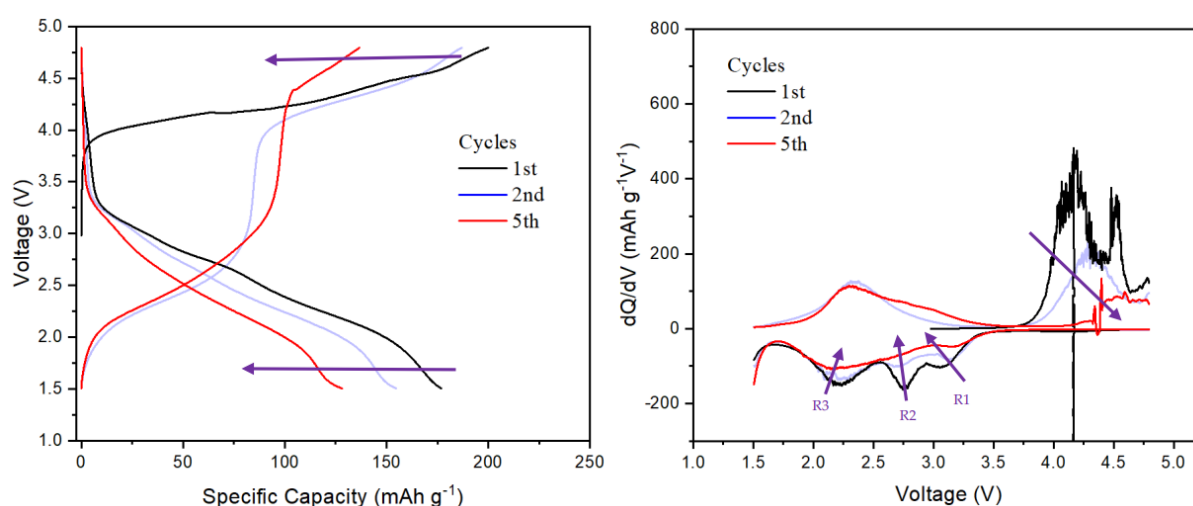 5.0
4.5
4.0
3.5
3.0
2.5
2.0
1.5
1.0
Voltage (V)
Cycles
1st
2nd
5th
0 50 100 150 200 250
Specific Capacity (mAh g⁻¹)
800
600
400
200
0
-200
dQ/dV (mAh g⁻¹V⁻¹)
Cycles
1st
2nd
5th
R3 R2 R1
1.0 1.5 2.0 2.5 3.0 3.5 4.0 4.5 5.0
Voltage (V)